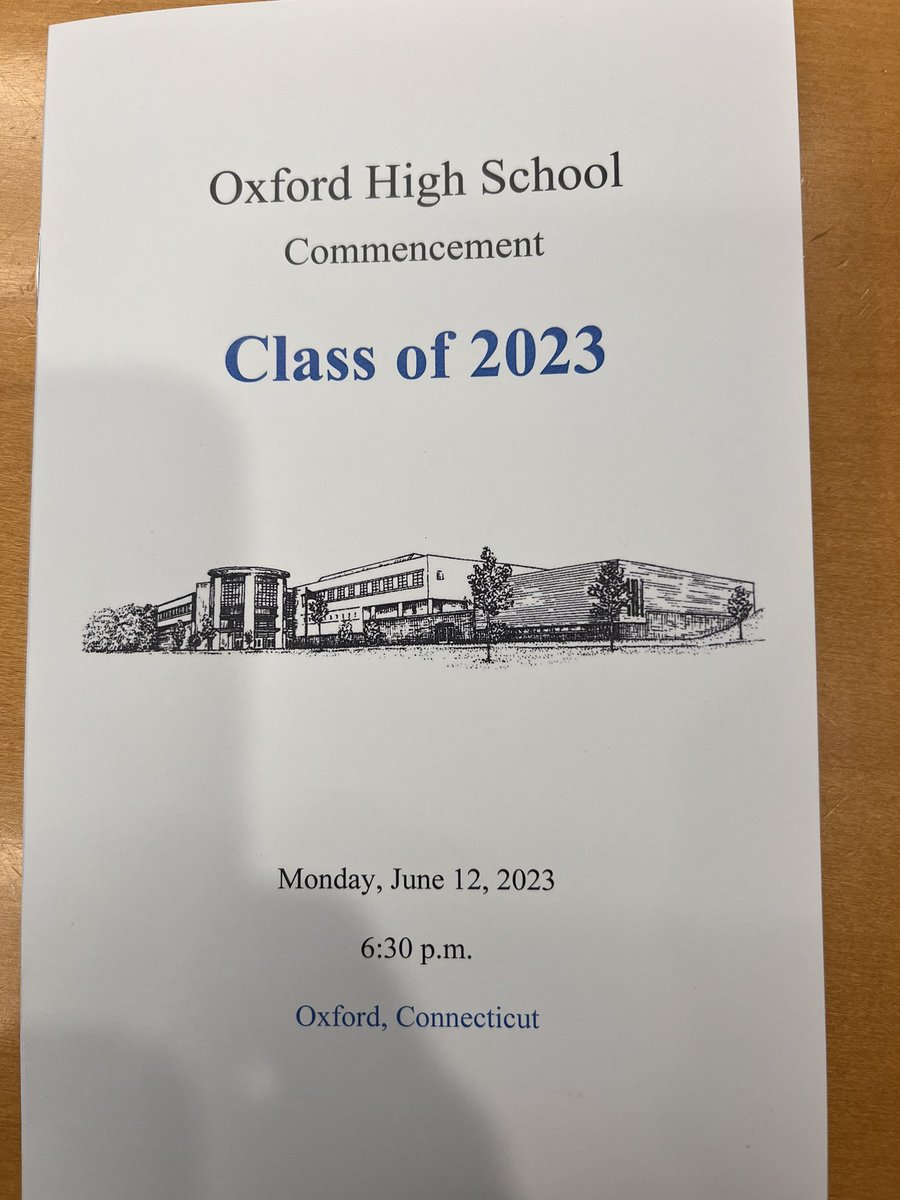 Oxford High School
Commencement
Class of 2023
Monday, June 12, 2023
6:30 p.m.
Oxford, Connecticut